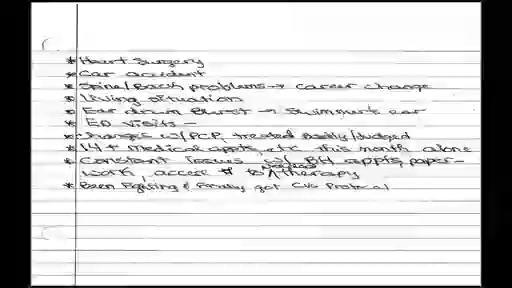 * Heart Surgery
* Car accident
* Spine/Back problems → career change
* Living situation
* Ear drum Burst → Swimmer's ear
ED visits -
* Changes w/PCP, treated Badly/Judged
* 14+ medical appts, etc this month alone
* Constant Issues w/ BH appts, paper-
work, access to therapy
* Been Fighting & Finally got CVS Protocal